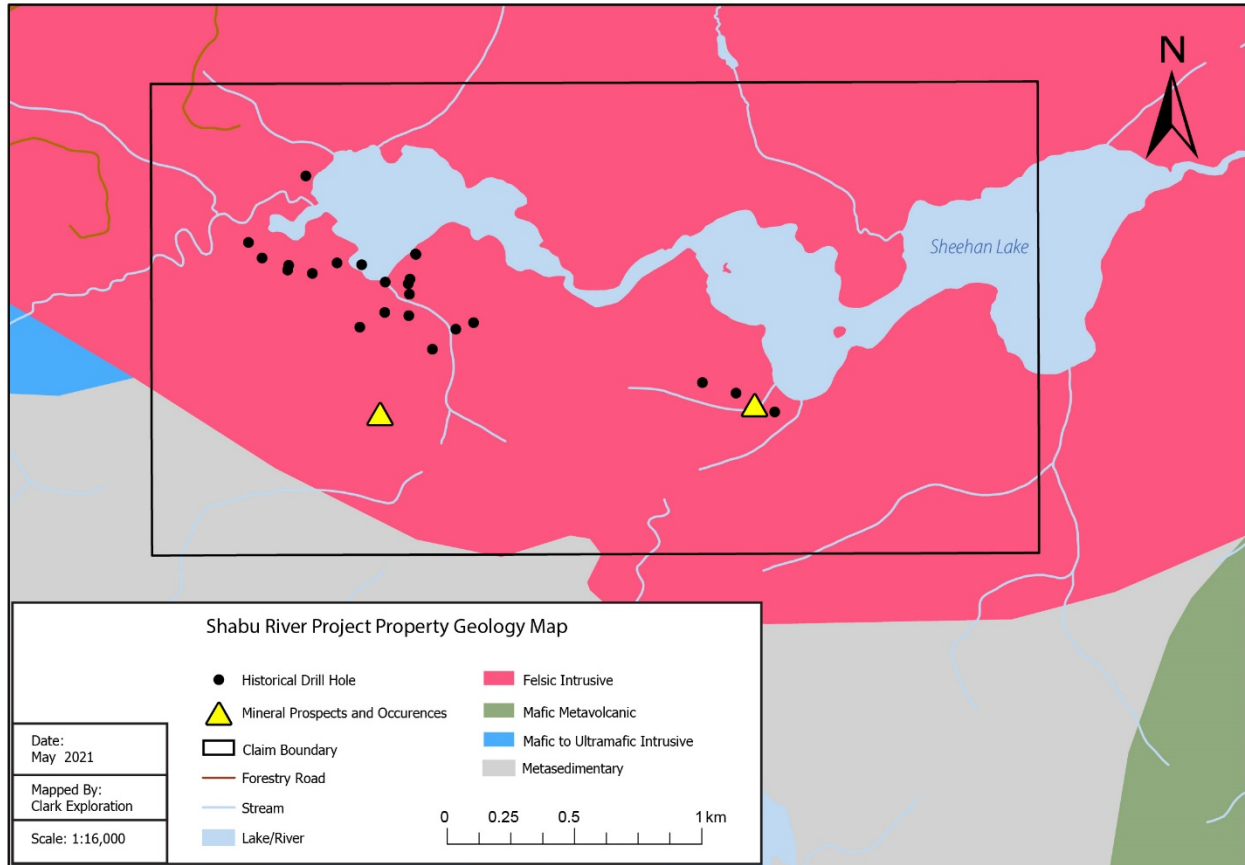 N
Sheehan Lake
Shabu River Project Property Geology Map
Historical Drill Hole
Mineral Prospects and Occurences
Claim Boundary
Forestry Road
Stream
Lake/River
Felsic Intrusive
Mafic Metavolcanic
Mafic to Ultramafic Intrusive
Metasedimentary
0 0.25 0.5 1 km
Date:
May 2021
Mapped By:
Clark Exploration
Scale: 1:16,000